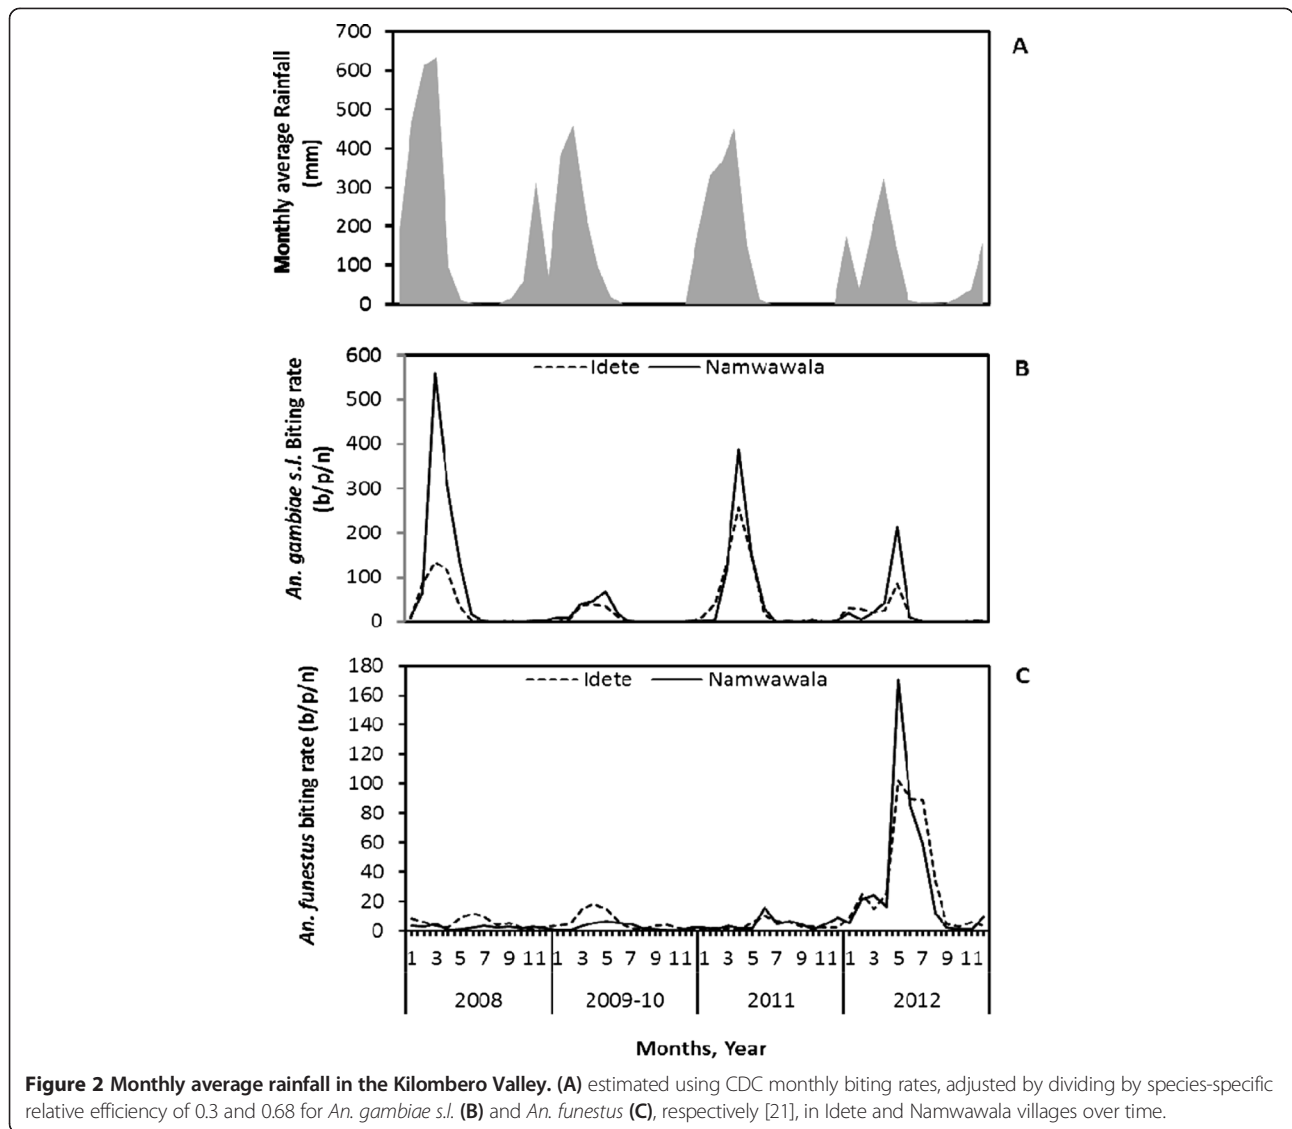 A
Monthly average Rainfall
(mm)
700
600
500
400
300
200
100
0
B
An. gambiae s.l. Biting rate
(b/p/n)
Idete Namwawala
600
500
400
300
200
100
0
C
An. funestus biting rate (b/p/n)
Idete Namwawala
180
160
140
120
100
80
60
40
20
0
1 3 5 7 9 11 1 3 5 7 9 11 1 3 5 7 9 11 1 3 5 7 9 11
2008 2009-10 2011 2012
Months, Year
Figure 2 Monthly average rainfall in the Kilombero Valley. (A) estimated using CDC monthly biting rates, adjusted by dividing by species-specific
relative efficiency of 0.3 and 0.68 for An. gambiae s.l. (B) and An. funestus (C), respectively [21], in Idete and Namwawala villages over time.